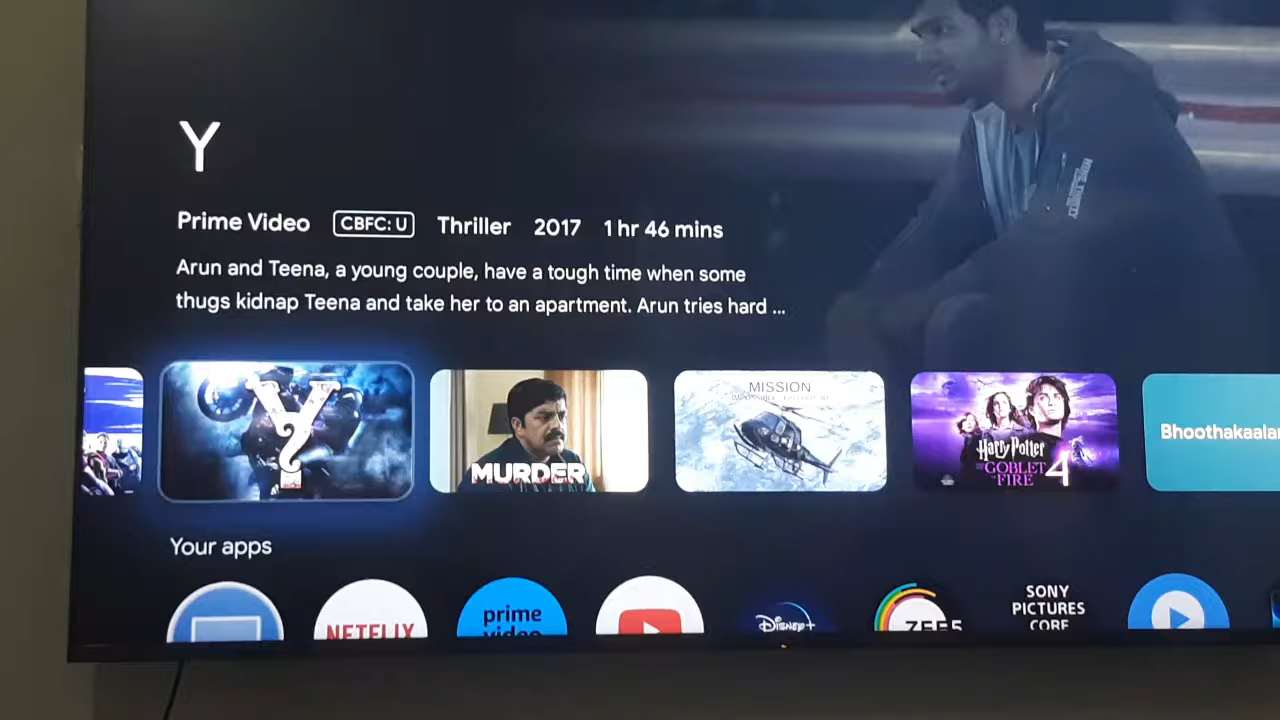 Y
Prime Video CBFC: U Thriller 2017 1 hr 46 mins
Arun and Teena, a young couple, have a tough time when some
thugs kidnap Teena and take her to an apartment. Arun tries hard ...
Y
MURDER
MISSION
Harry Potter
GOBLET
OF FIRE
4
Bhoothakaala
Your apps
NETFLIX
prime
video
Disney+
ZEE5
SONY
PICTURES
CORE